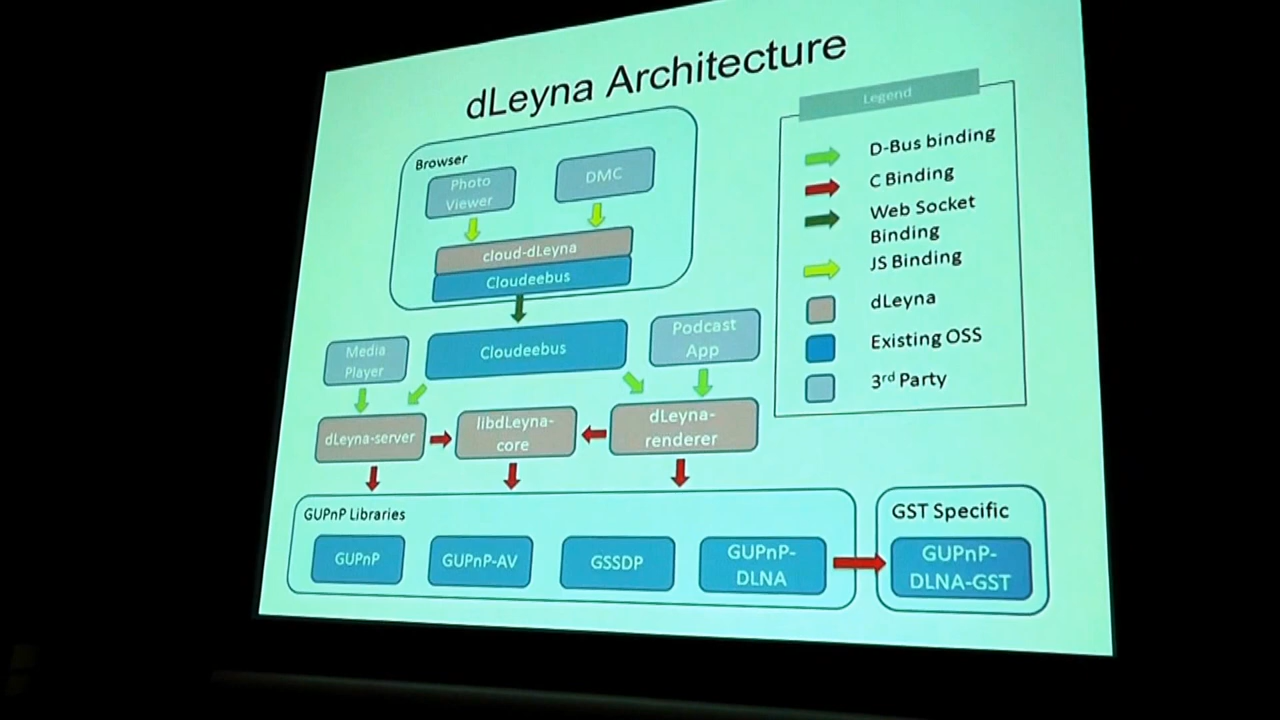 dLeyna Architecture
Legend
Browser
Photo
Viewer
DMC
cloud-dLeyna
Cloudeebus
D-Bus binding
C Binding
Web Socket
Binding
JS Binding
dLeyna
Existing OSS
3rd Party
Media
Player
Cloudeebus
Podcast
App
dLeyna-server
libdLeyna-
core
dLeyna-
renderer
GUPnP Libraries
GUPnP
GUPnP-AV
GSSDP
GUPnP-
DLNA
GST Specific
GUPnP-
DLNA-GST